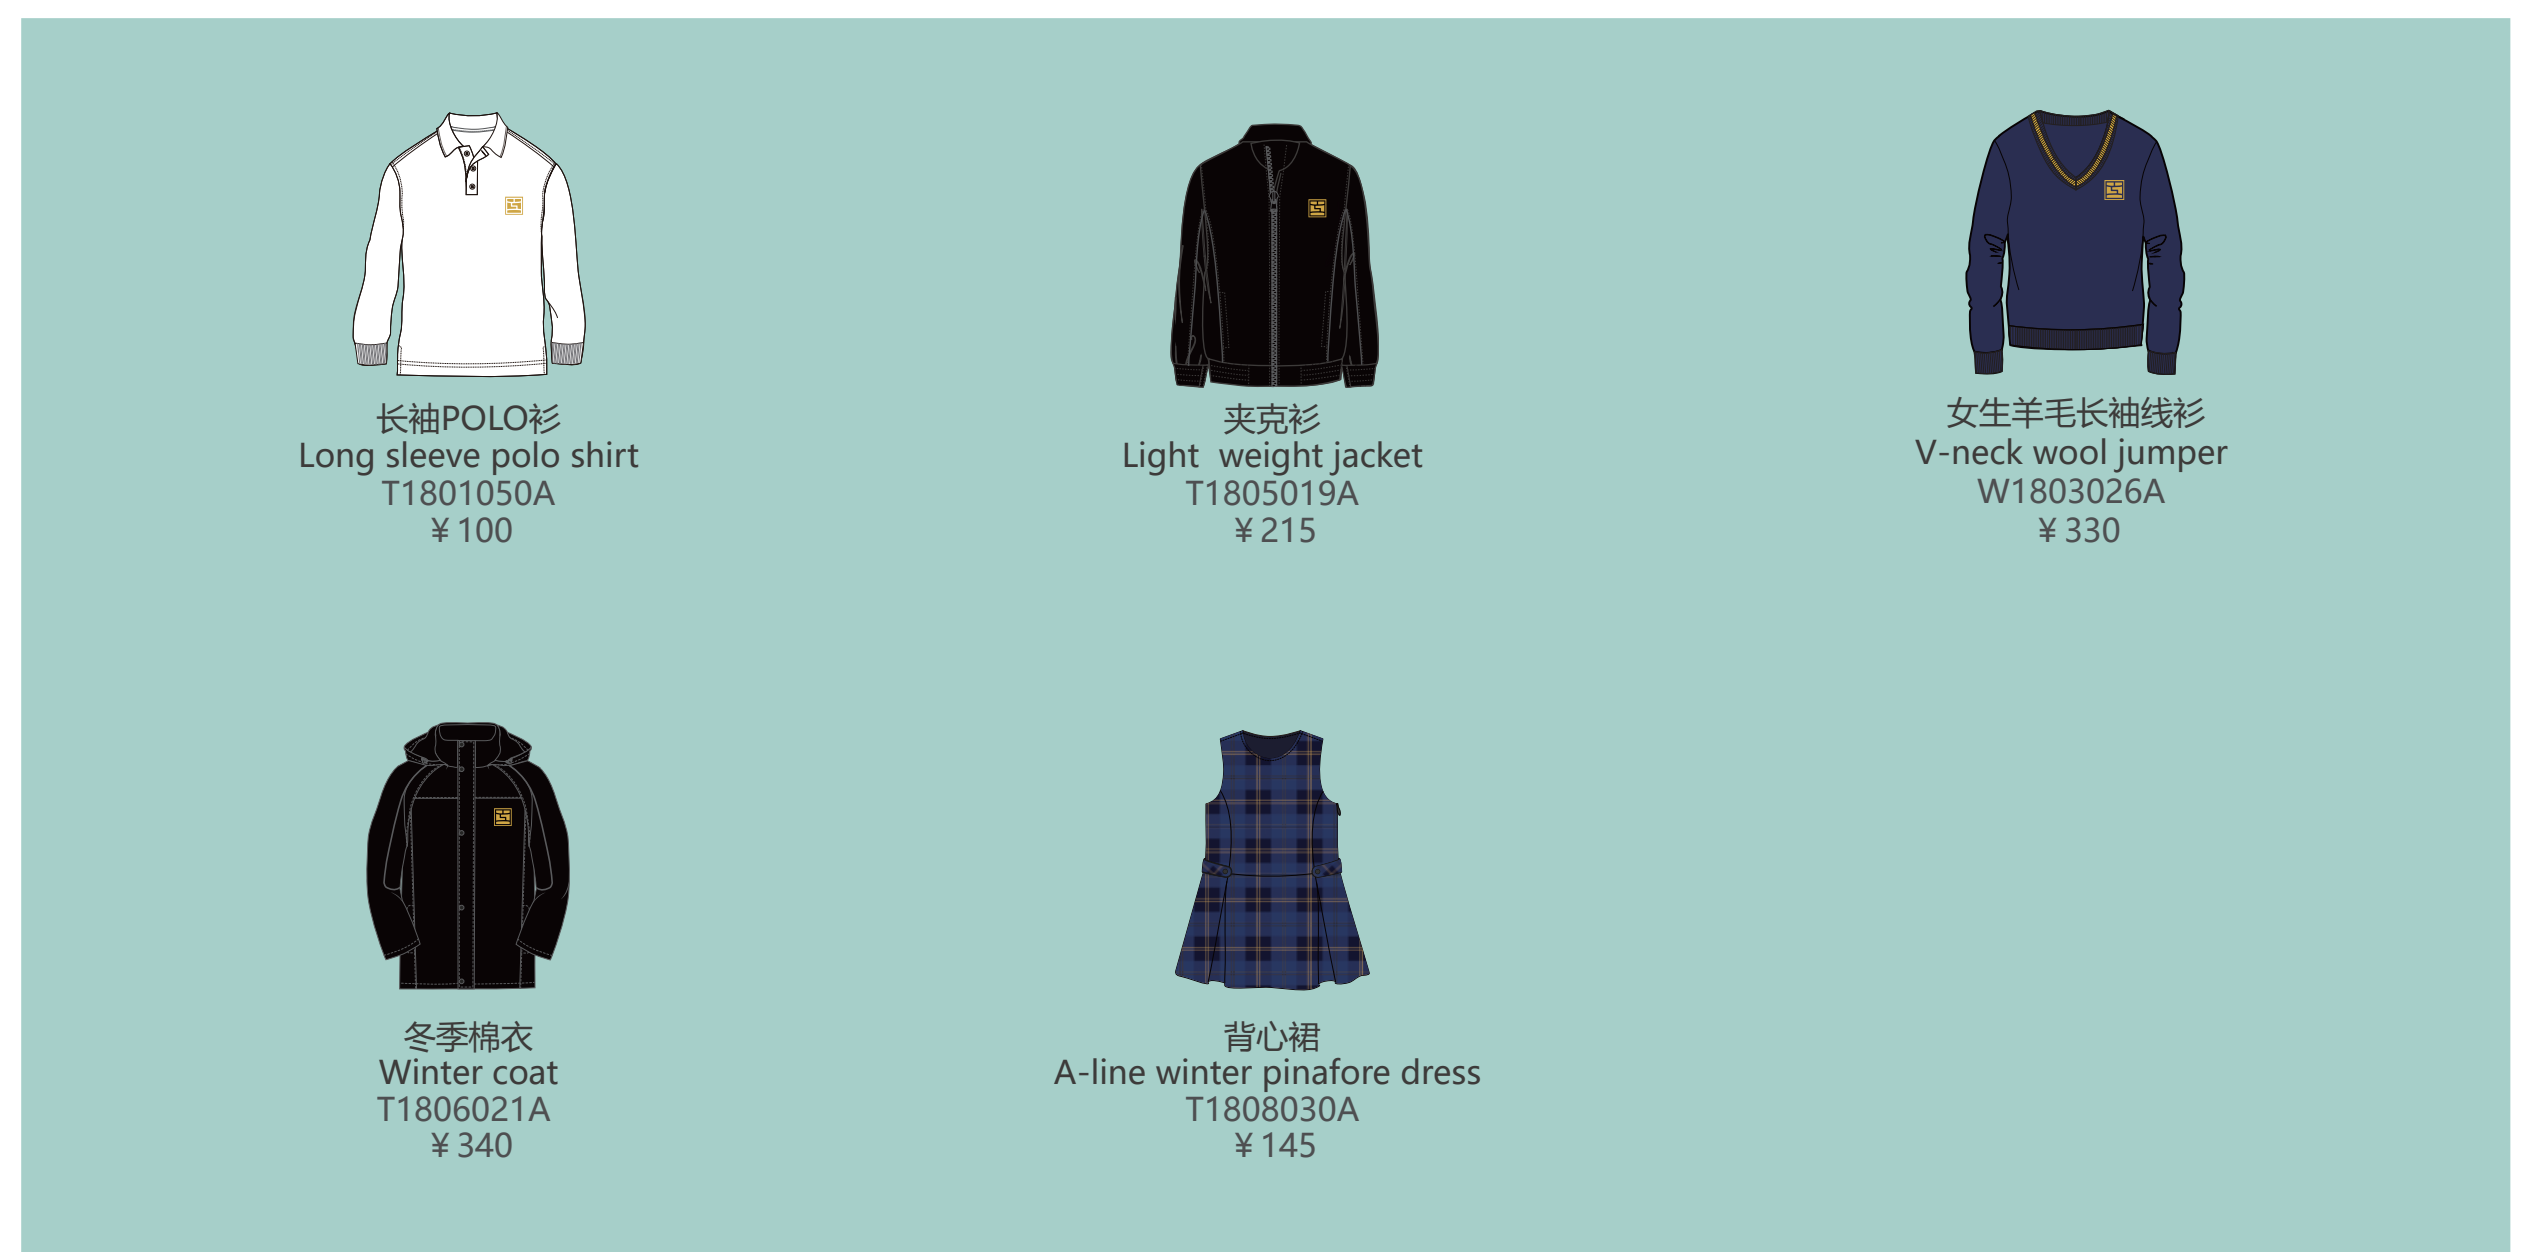 长袖POLO衫
Long sleeve polo shirt
T1801050A
¥ 100
夹克衫
Light  weight jacket
T1805019A
¥ 215
女生羊毛长袖线衫
V-neck wool jumper
W1803026A
¥ 330
冬季棉衣
Winter coat
T1806021A
¥ 340
背心裙
A-line winter pinafore dress
T1808030A
¥ 145